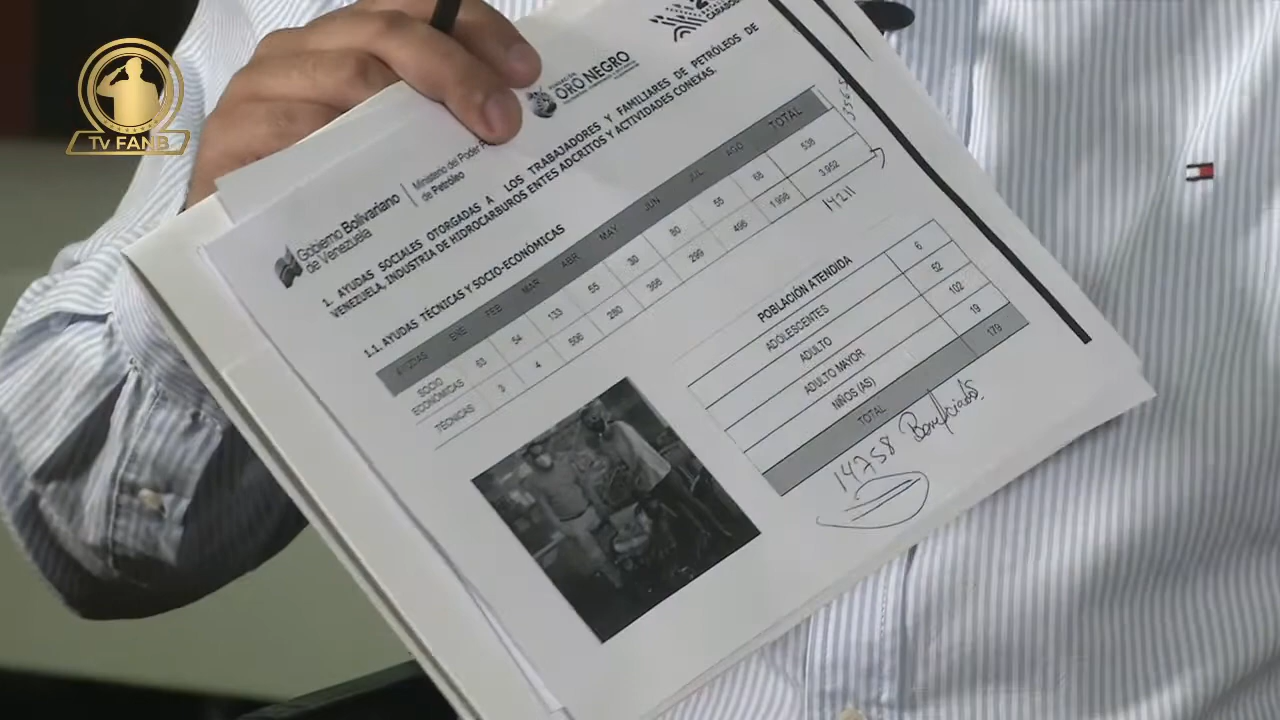 Tv FANB
Gobierno Bolivariano
de Venezuela
Ministerio del Poder
de Petróleo
ORO NEGRO
CARABOBO
1. AYUDAS SOCIALES OTORGADAS A LOS TRABAJADORES Y FAMILIARES DE PETRÓLEOS DE
VENEZUELA, INDUSTRIA DE HIDROCARBUROS ENTES ADCRITOS Y ACTIVIDADES CONEXAS.
1.1. AYUDAS TÉCNICAS Y SOCIO-ECONÓMICAS
AYUDAS ENE FEB MAR ABR MAY JUN JUL AGO TOTAL
SOCIO
ECONÓMICAS 63 54 133 55 30 80 55 68 538
TÉCNICAS 3 4 506 280 366 299 496 1.998 3.952
14211
POBLACIÓN ATENDIDA
ADOLESCENTES 6
ADULTO 52
ADULTO MAYOR 102
NIÑOS (AS) 19
TOTAL 179
14758 Beneficiados.